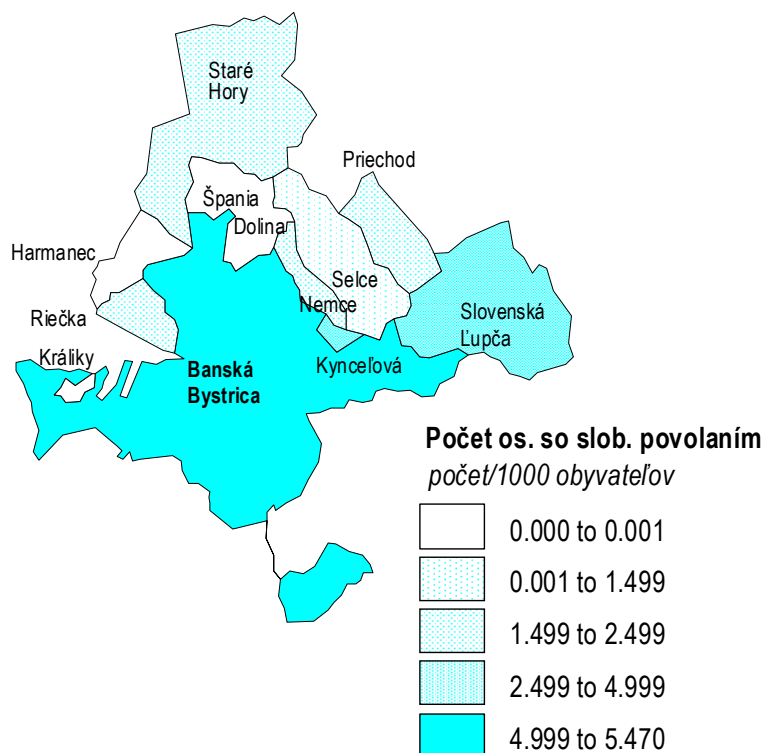 Staré
Hory
Priechod
Špania
Dolina
Harmanec
Selce
Nemce
Riečka
Slovenská
Ľupča
Králiky
Banská
Bystrica
Kynceľová
Počet os. so slob. povolaním
počet/1000 obyvateľov
0.000 to 0.001
0.001 to 1.499
1.499 to 2.499
2.499 to 4.999
4.999 to 5.470